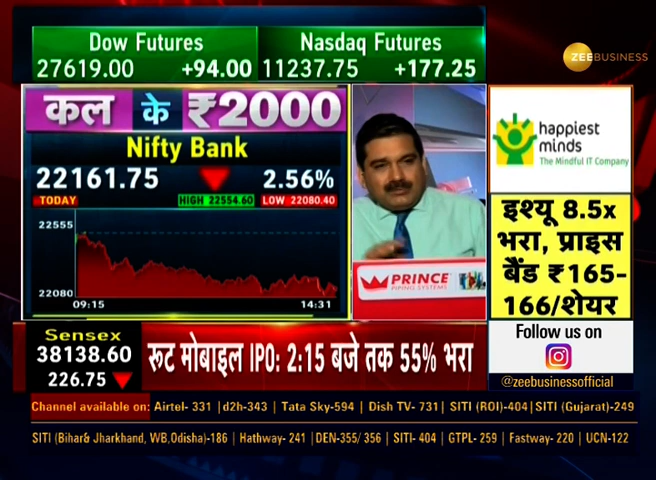 Dow Futures
27619.00 +94.00
Nasdaq Futures
11237.75 +177.25
ZEE BUSINESS
कल के ₹2000
Nifty Bank
22161.75 2.56%
TODAY HIGH 22554.60 LOW 22080.40
22555
22080
09:15 14:31
PRINCE
PIPING SYSTEMS
happiest
minds
The Mindful IT Company
इश्यू 8.5x
भरा, प्राइस
बैंड ₹165-
166/शेयर
Sensex
38138.60
226.75
रूट मोबाइल IPO: 2:15 बजे तक 55% भरा
Follow us on
@zeebusinessofficial
Channel available on: Airtel- 331 |d2h-343 | Tata Sky-594 | Dish TV- 731| SITI (ROI)-404|SITI (Gujarat)-249
SITI (Bihar& Jharkhand, WB,Odisha)-186 | Hathway- 241 |DEN-355/ 356 | SITI- 404 | GTPL- 259 | Fastway- 220 | UCN-122